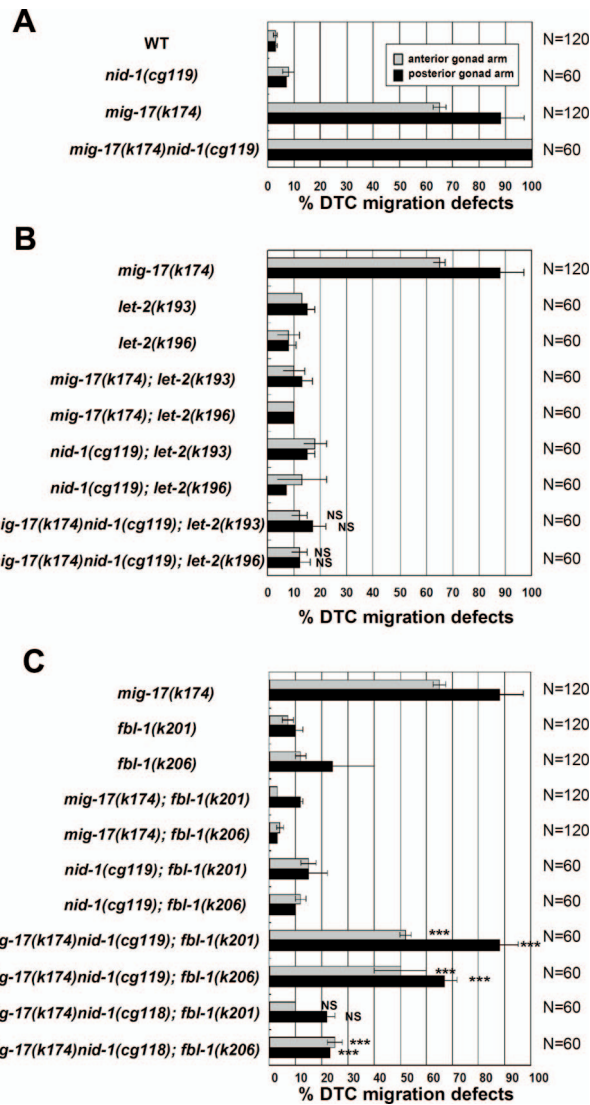 A
WT N=120
anterior gonad arm
posterior gonad arm
nid-1(cg119) N=60
mig-17(k174) N=120
mig-17(k174)nid-1(cg119) N=60
0 10 20 30 40 50 60 70 80 90 100
% DTC migration defects
B
mig-17(k174) N=120
let-2(k193) N=60
let-2(k196) N=60
mig-17(k174); let-2(k193) N=60
mig-17(k174); let-2(k196) N=60
nid-1(cg119); let-2(k193) N=60
nid-1(cg119); let-2(k196) N=60
ig-17(k174)nid-1(cg119); let-2(k193) NS NS N=60
ig-17(k174)nid-1(cg119); let-2(k196) NS NS N=60
0 10 20 30 40 50 60 70 80 90 100
% DTC migration defects
C
mig-17(k174) N=120
fbl-1(k201) N=120
fbl-1(k206) N=120
mig-17(k174); fbl-1(k201) N=120
mig-17(k174); fbl-1(k206) N=120
nid-1(cg119); fbl-1(k201) N=60
nid-1(cg119); fbl-1(k206) N=60
g-17(k174)nid-1(cg119); fbl-1(k201) *** *** N=60
g-17(k174)nid-1(cg119); fbl-1(k206) *** *** N=60
g-17(k174)nid-1(cg118); fbl-1(k201) NS NS N=60
g-17(k174)nid-1(cg118); fbl-1(k206) *** *** N=60
10 20 30 40 50 60 70 80 90 100
% DTC migration defects